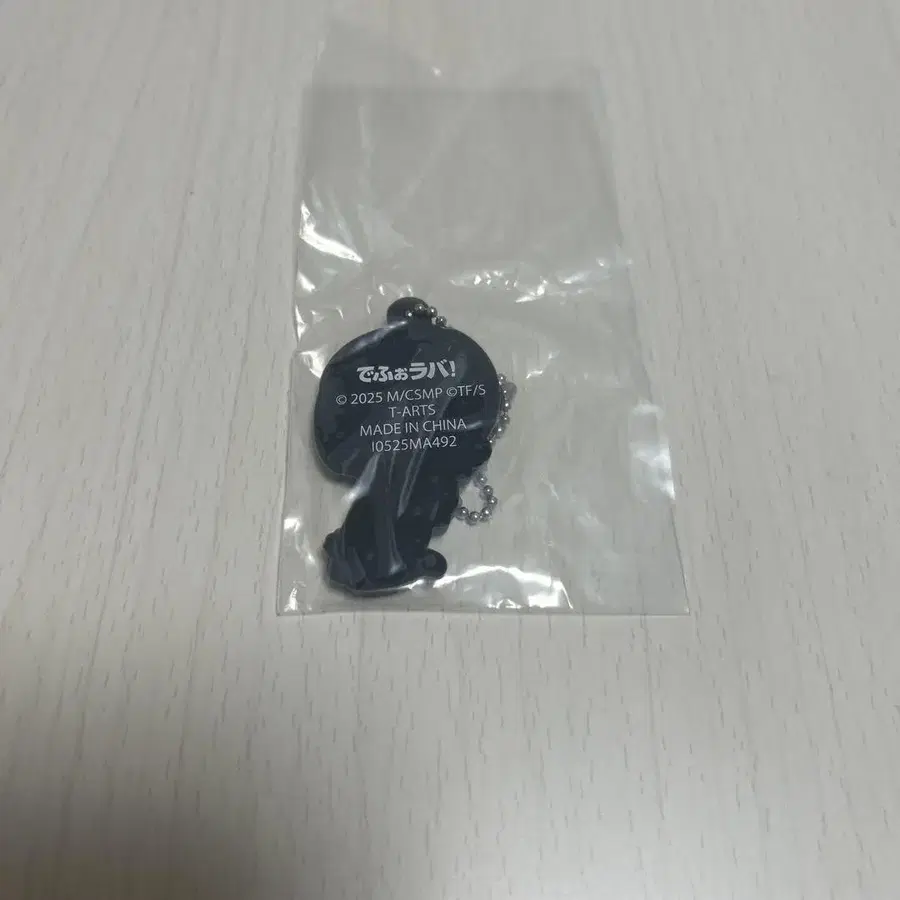 でふぉラバ!
© 2025 M/CSMP ©TF/S
T-ARTS
MADE IN CHINA
I0525MA492